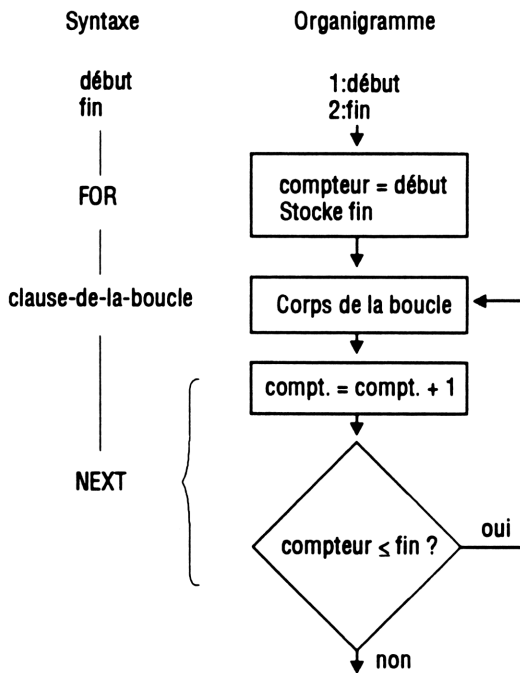 Syntaxe
début
fin
FOR
clause-de-la-boucle
NEXT
Organigramme
1:début
2:fin
compteur = début
Stocke fin
Corps de la boucle
compt. = compt. + 1
compteur ≤ fin ?
oui
non